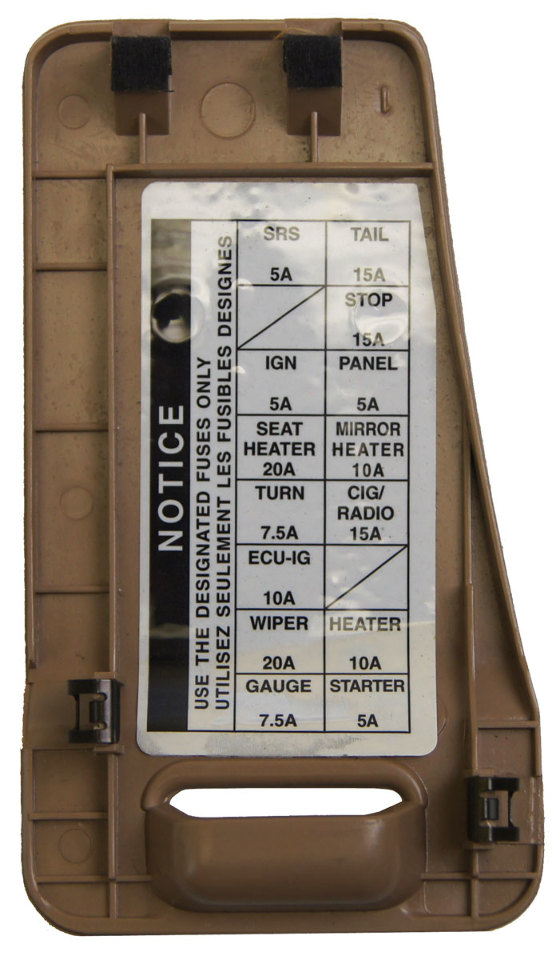 NOTICE
USE THE DESIGNATED FUSES ONLY
UTILISEZ SEULEMENT LES FUSIBLES DESIGNES
SRS TAIL
5A 15A
STOP
15A
IGN PANEL
5A 5A
SEAT MIRROR
HEATER HEATER
20A 10A
TURN CIG/
RADIO
7.5A 15A
ECU-IG
10A
WIPER HEATER
20A 10A
GAUGE STARTER
7.5A 5A
1